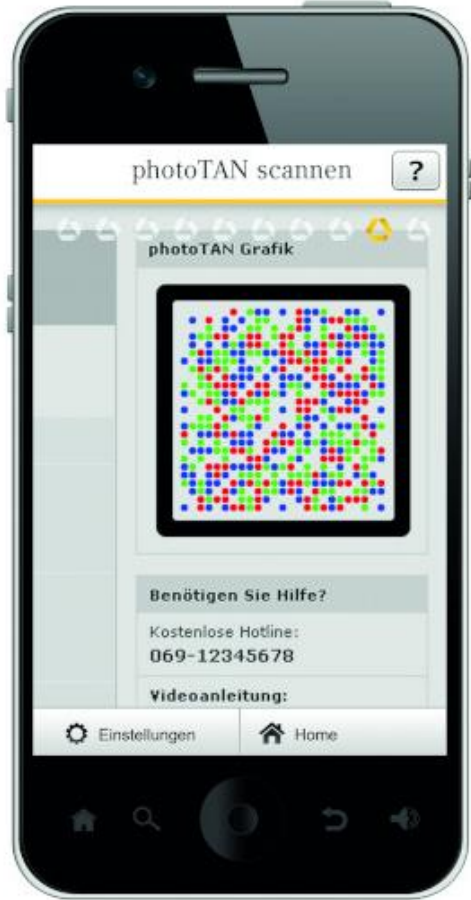 photoTAN scannen
?
photoTAN Grafik
Benötigen Sie Hilfe?
Kostenlose Hotline:
069-12345678
Videoanleitung:
Einstellungen
Home